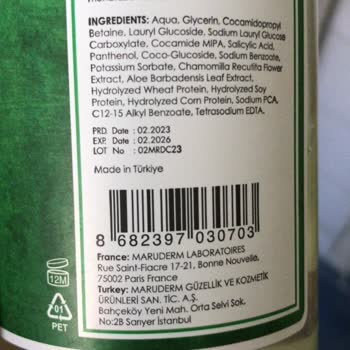 INGREDIENTS: Aqua, Glycerin, Cocamidopropyl
Betaine, Lauryl Glucoside, Sodium Lauryl Glucose
Carboxylate, Cocamide MIPA, Salicylic Acid,
Panthenol, Coco-Glucoside, Sodium Benzoate,
Potassium Sorbate, Chamomilla Recutita Flower
Extract, Aloe Barbadensis Leaf Extract,
Hydrolyzed Wheat Protein, Hydrolyzed Soy
Protein, Hydrolyzed Corn Protein, Sodium PCA,
C12-15 Alkyl Benzoate, Tetrasodium EDTA.
PRD. Date : 02.2023
EXP. Date : 02.2026
LOT No : 02MRDC23
Made in Türkiye
8 682397 030703
France: MARUDERM LABORATOIRES
Rue Saint-Fiacre 17-21, Bonne Nouvelle,
75002 Paris France
Turkey: MARUDERM GÜZELLİK VE KOZMETİK
ÜRÜNLERİ SAN. TİC. A.Ş.
Bahçeköy Yeni Mah. Orta Selvi Sok.
No:2B Sarıyer İstanbul
12M
01
PET